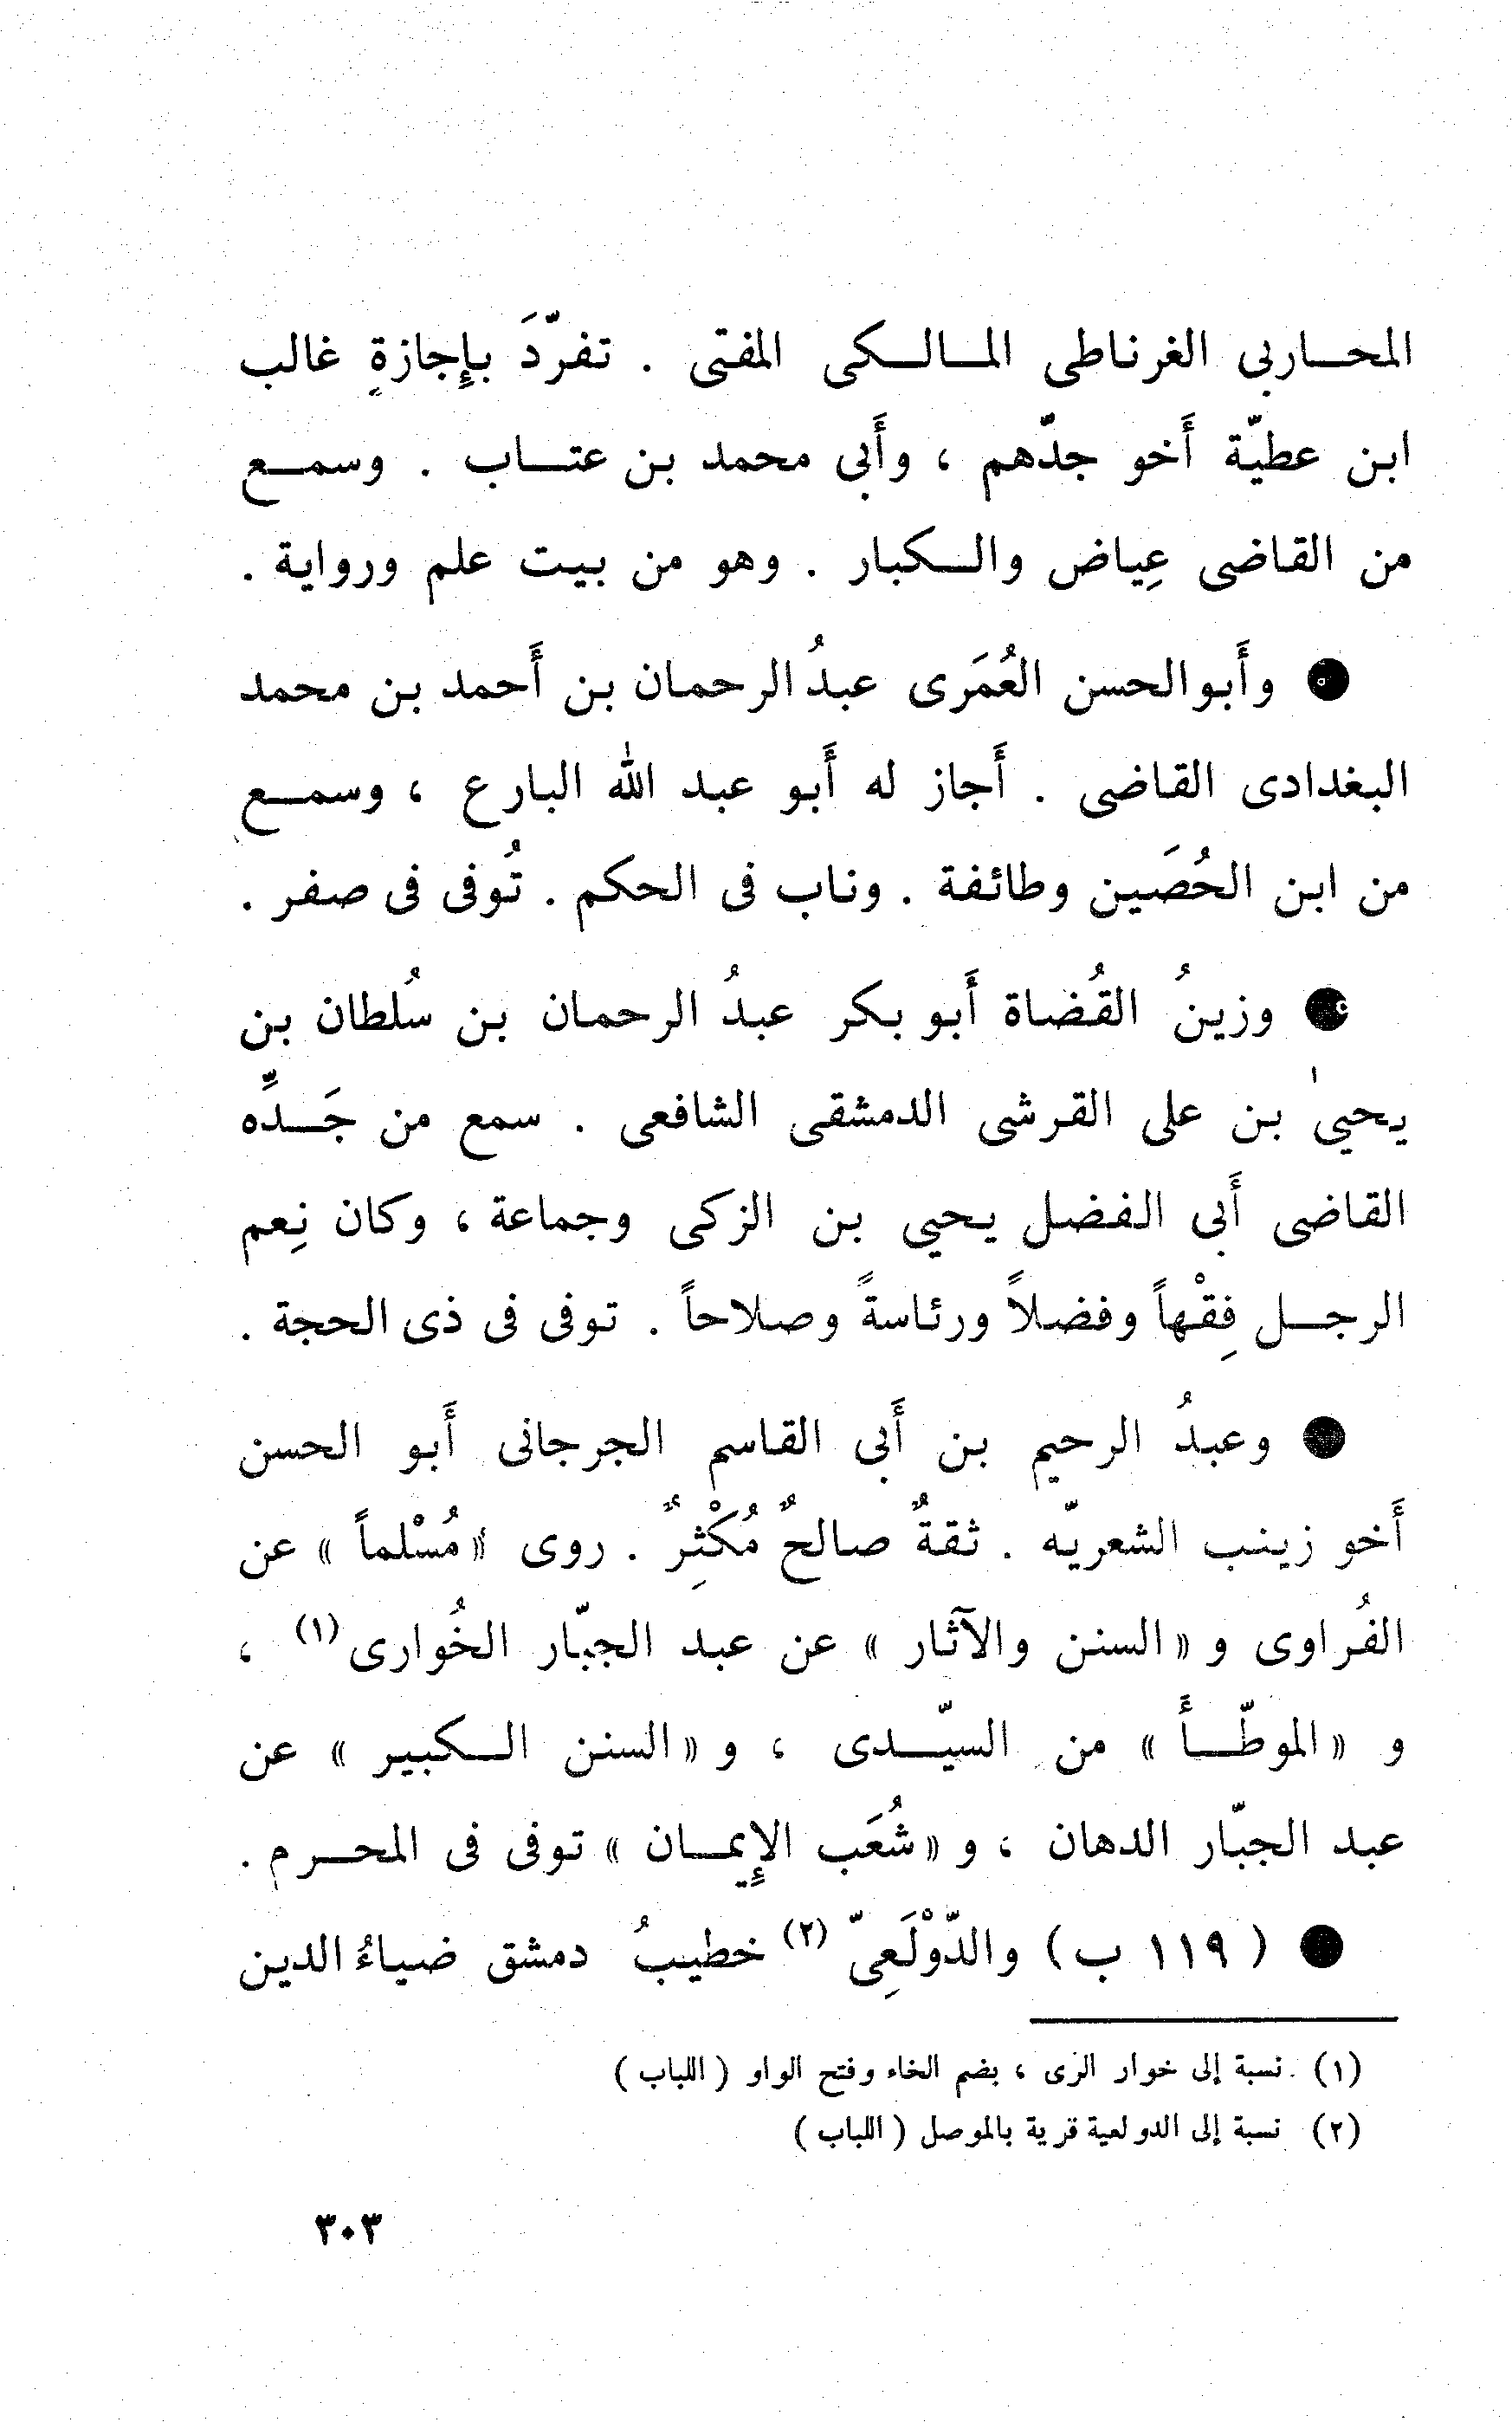 المحاربى الغرناطى المالكى المفتى . تفرّدَ بإجازةٍ غالب
ابن عطيّة أَخو جدّهم ، وأَبى محمد بن عتاب . وسمع
من القاضى عِياض والكبار . وهو من بيت علم ورواية .
● وأَبوالحسن العُمَرى عبدُ الرحمان بن أَحمد بن محمد
البغدادى القاضى . أَجاز له أَبو عبد الله البارع ، وسمع
من ابن الحُصَين وطائفة . وناب فى الحكم . تُوفى فى صفر .
● وزينُ القُضاة أَبو بكر عبدُ الرحمان بن سُلطان بن
يحيىٰ بن على القرشى الدمشقى الشافعى . سمع من جَدِّه
القاضى أَبى الفضل يحيى بن الزكى وجماعة ، وكان نِعم
الرجل فِقْهاً وفضلاً ورئاسةً وصلاحاً . توفى فى ذى الحجة .
● وعبدُ الرحيم بن أَبى القاسم الجرجانى أَبو الحسن
أَخو زينب الشعريّه . ثقةٌ صالحٌ مُكْثِرٌ . روى «مُسْلماً» عن
الفُراوى و «السنن والآثار » عن عبد الجبّار الخُوارى(١) ،
و «الموطّأ » من السيّدى ، و «السنن الكبير » عن
عبد الجبّار الدهان ، و «شُعَب الإِيمان » توفى فى المحرم .
● ( ١١٩ ب ) والدّوْلَعِىّ (٢) خطيبُ دمشق ضياءُ الدين
(١) نسبة إلى خوار الرى ، بضم الخاء وفتح الواو ( اللباب )
(٢) نسبة إلى الدولعية قرية بالموصل ( اللباب )
٣٠٣